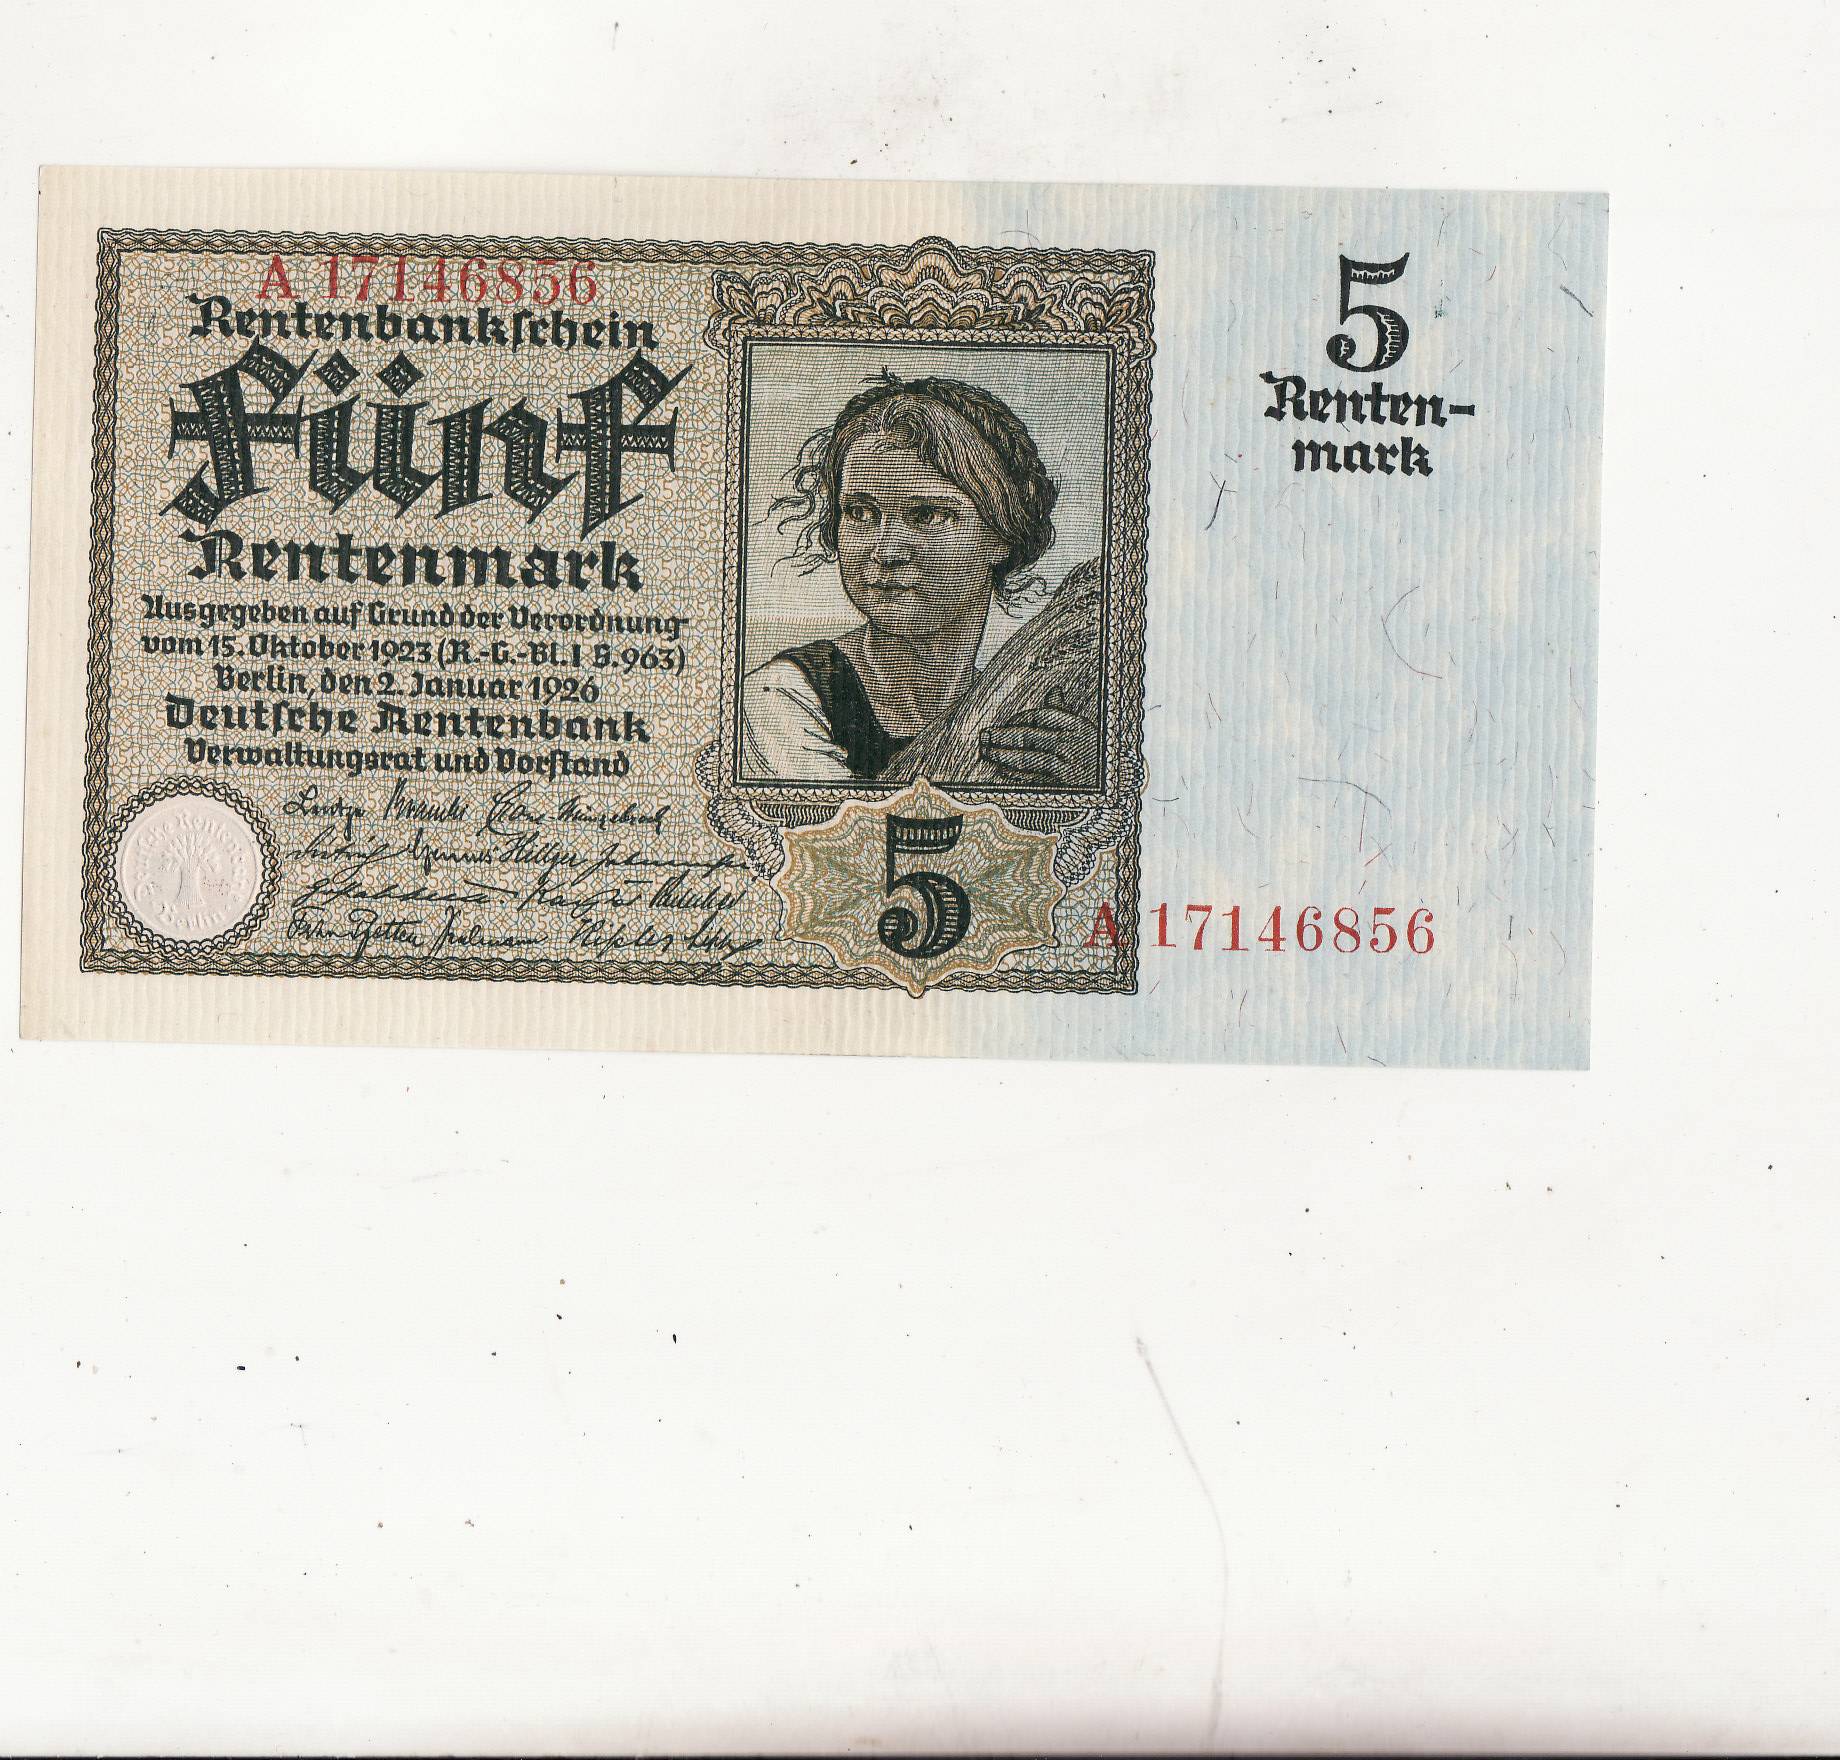 A 17146856
Rentenbankschein
Fünf
Rentenmark
Ausgegeben auf Grund der Verordnung
vom 15. Oktober 1923 (R.-G.-Bl. I S. 963)
Berlin, den 2. Januar 1926
Deutsche Rentenbank
Verwaltungsrat und Vorstand
Hillger
5
5
Renten-
mark
A 17146856